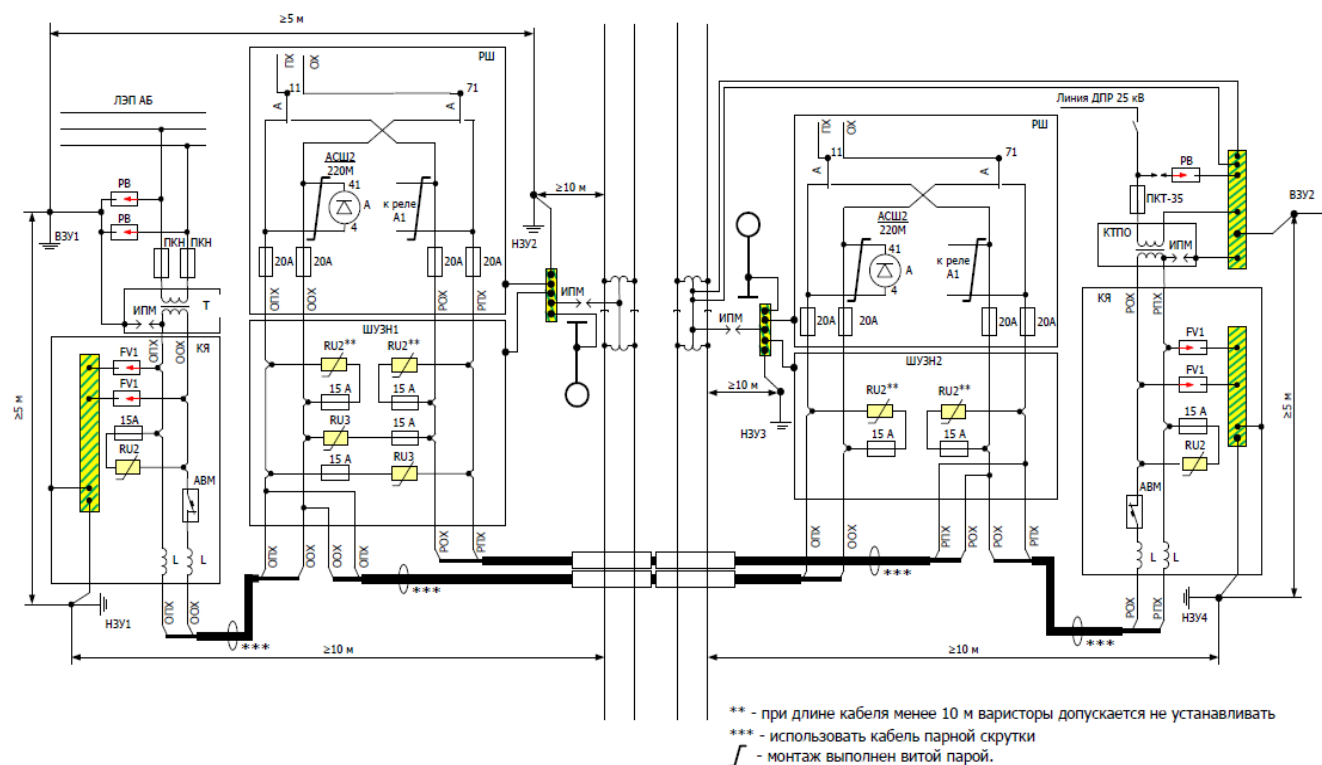 ≥5 м
РШ
ПХ
ОХ
11
71
А
А
ЛЭП АБ
АСШ2
220М
41
А
4
к реле
А1
РВ
РВ
ВЗУ1
ПКН
ПКН
20А
20А
20А
20А
ОПХ
ООХ
РОХ
РПХ
≥10 м
НЗУ2
ИПМ
ИПМ
Т
КЯ
ОПХ
ООХ
FV1
FV1
15А
RU2
АВМ
L
L
≥5 м
НЗУ1
ОПХ
ООХ
***
ШУЗН1
RU2**
RU2**
15 А
15 А
RU3
15 А
15 А
RU3
ОПХ
ООХ
ООХ
ОПХ
РОХ
РПХ
***
≥10 м
Линия ДПР 25 кВ
РШ
ПХ
ОХ
11
71
А
А
АСШ2
220М
41
А
4
к реле
А1
20А
20А
20А
20А
ИПМ
≥10 м
НЗУ3
ШУЗН2
RU2**
RU2**
15 А
15 А
ОПХ
ООХ
РПХ
РОХ
РОХ
РПХ
***
РВ
ПКТ-35
КТПО
ИПМ
ВЗУ2
КЯ
РОХ
РПХ
FV1
FV1
15 А
RU2
АВМ
L
L
≥5 м
НЗУ4
РОХ
РПХ
***
≥10 м
** - при длине кабеля менее 10 м варисторы допускается не устанавливать
*** - использовать кабель парной скрутки
- монтаж выполнен витой парой.